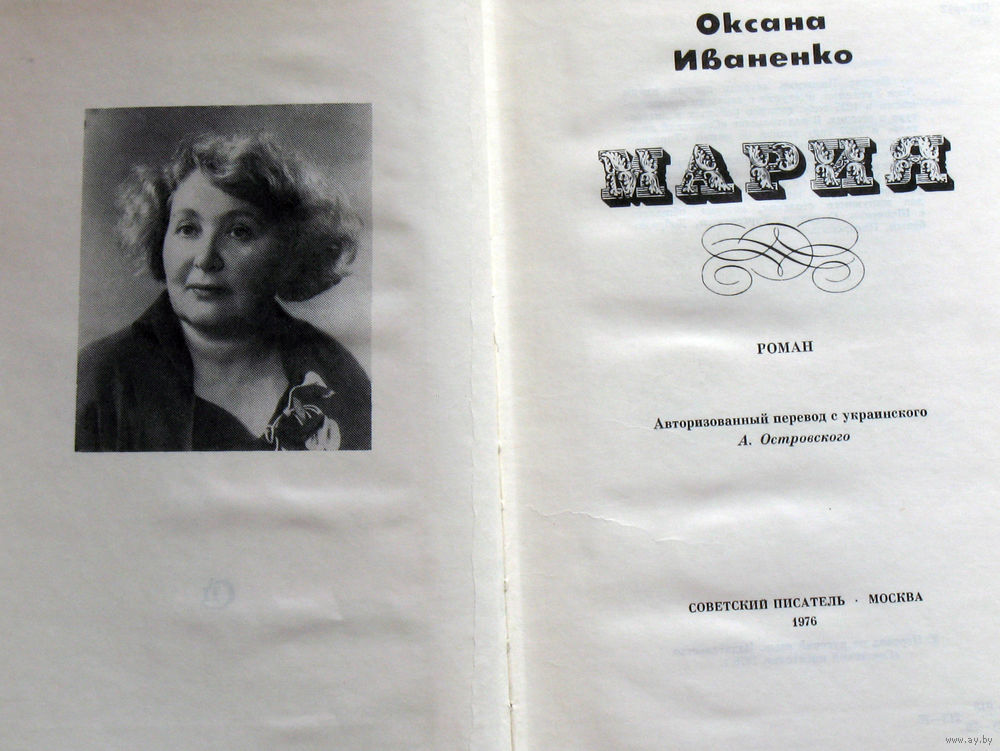 Оксана
Иваненко
МАРИЯ
РОМАН
Авторизованный перевод с украинского
А. Островского
СОВЕТСКИЙ ПИСАТЕЛЬ · МОСКВА
1976
www.ay.by